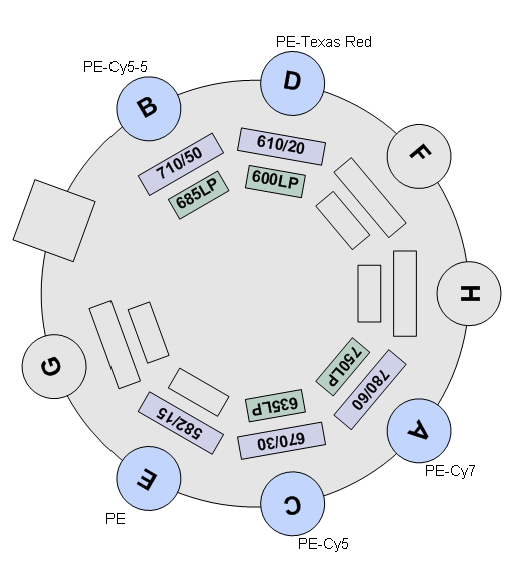 PE-Texas Red
PE-Cy5-5
D
B
610/20
F
710/50
600LP
685LP
H
G
750LP
780/60
635LP
582/15
670/30
A
PE-Cy7
E
C
PE
PE-Cy5